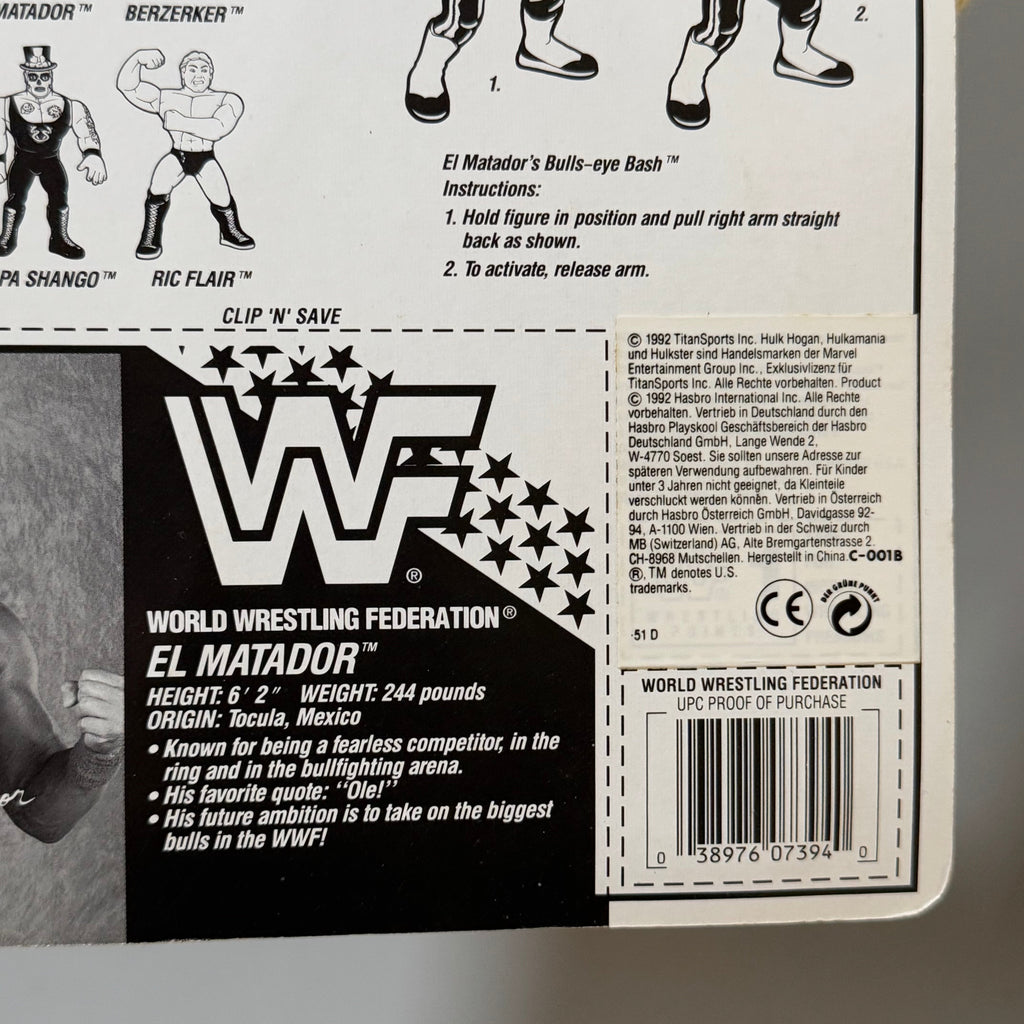 MATADOR™ BERZERKER™
2.
1.
El Matador's Bulls-eye Bash™
Instructions:
1. Hold figure in position and pull right arm straight
back as shown.
2. To activate, release arm.
PA SHANGO™ RIC FLAIR™
CLIP 'N' SAVE
© 1992 TitanSports Inc. Hulk Hogan, Hulkamania
und Hulkster sind Handelsmarken der Marvel
Entertainment Group Inc., Exklusivlizenz für
TitanSports Inc. Alle Rechte vorbehalten. Product
© 1992 Hasbro International Inc. Alle Rechte
vorbehalten. Vertrieb in Deutschland durch den
Hasbro Playskool Geschäftsbereich der Hasbro
Deutschland GmbH, Lange Wende 2,
W-4770 Soest. Sie sollten unsere Adresse zur
späteren Verwendung aufbewahren. Für Kinder
unter 3 Jahren nicht geeignet, da Kleinteile
verschluckt werden können. Vertrieb in Österreich
durch Hasbro Österreich GmbH, Davidgasse 92-
94, A-1100 Wien. Vertrieb in der Schweiz durch
MB (Switzerland) AG, Alte Bremgartenstrasse 2.
CH-8968 Mutschellen. Hergestellt in China. C-001B
®, TM denotes U.S.
trademarks.
CE DER GRÜNE PUNKT
51 D
WF ®
WORLD WRESTLING FEDERATION®
EL MATADOR™
HEIGHT: 6' 2" WEIGHT: 244 pounds
ORIGIN: Tocula, Mexico
• Known for being a fearless competitor, in the
ring and in the bullfighting arena.
• His favorite quote: "Ole!"
• His future ambition is to take on the biggest
bulls in the WWF!
or
WORLD WRESTLING FEDERATION
UPC PROOF OF PURCHASE
0 38976 07394 0